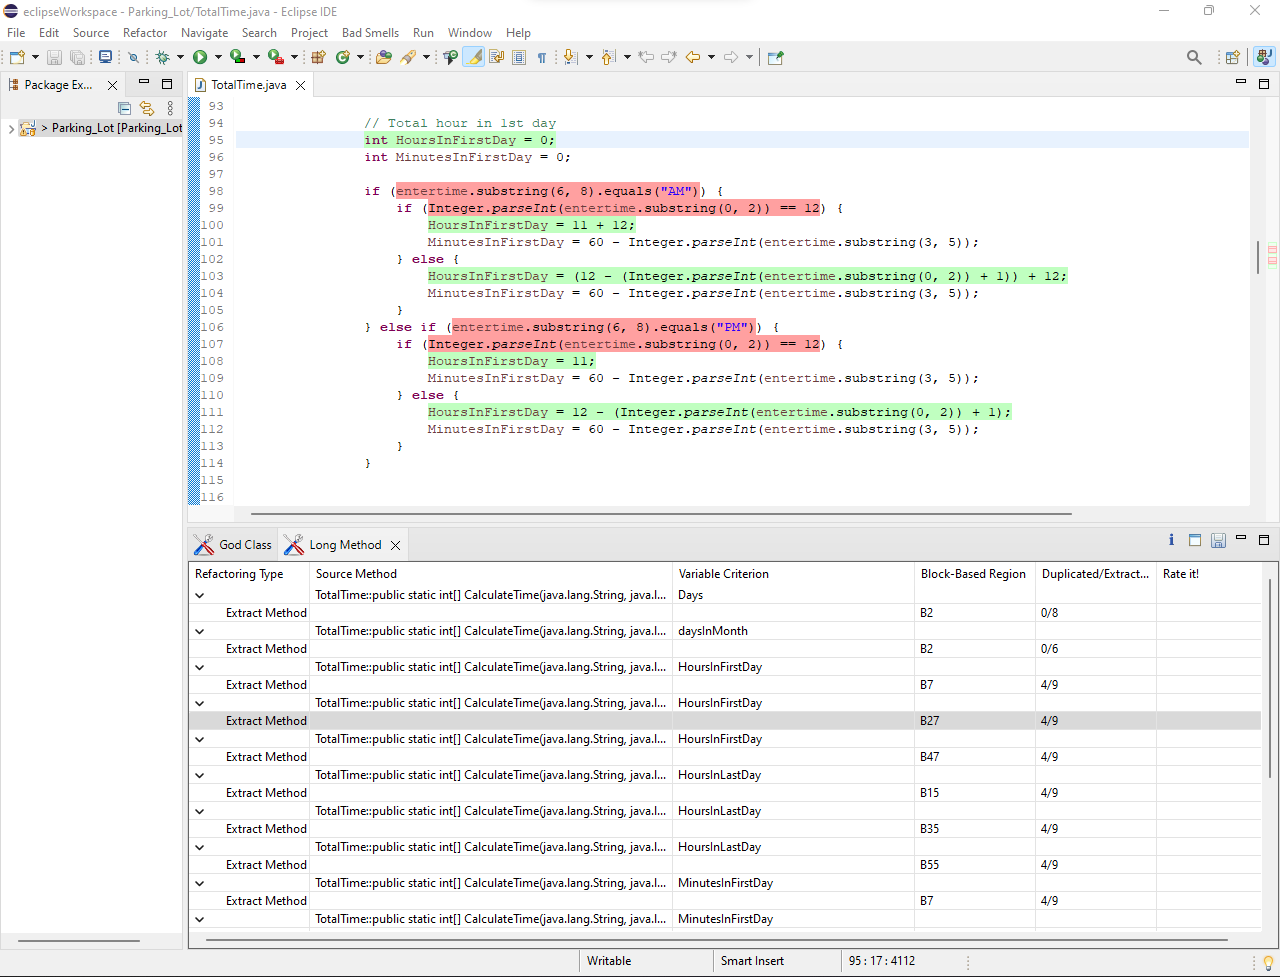 eclipseWorkspace - Parking_Lot/TotalTime.java - Eclipse IDE
File Edit Source Refactor Navigate Search Project Bad Smells Run Window Help
Package Ex...
> Parking_Lot [Parking_Lot
TotalTime.java
93
94 // Total hour in 1st day
95 int HoursInFirstDay = 0;
96 int MinutesInFirstDay = 0;
97
98 if (entertime.substring(6, 8).equals("AM")) {
99 if (Integer.parseInt(entertime.substring(0, 2)) == 12) {
100 HoursInFirstDay = 11 + 12;
101 MinutesInFirstDay = 60 - Integer.parseInt(entertime.substring(3, 5));
102 } else {
103 HoursInFirstDay = (12 - (Integer.parseInt(entertime.substring(0, 2)) + 1)) + 12;
104 MinutesInFirstDay = 60 - Integer.parseInt(entertime.substring(3, 5));
105 }
106 } else if (entertime.substring(6, 8).equals("PM")) {
107 if (Integer.parseInt(entertime.substring(0, 2)) == 12) {
108 HoursInFirstDay = 11;
109 MinutesInFirstDay = 60 - Integer.parseInt(entertime.substring(3, 5));
110 } else {
111 HoursInFirstDay = 12 - (Integer.parseInt(entertime.substring(0, 2)) + 1);
112 MinutesInFirstDay = 60 - Integer.parseInt(entertime.substring(3, 5));
113 }
114 }
115
116
God Class Long Method
Refactoring Type Source Method Variable Criterion Block-Based Region Duplicated/Extract... Rate it!
TotalTime::public static int[] CalculateTime(java.lang.String, java.l... Days
Extract Method B2 0/8
TotalTime::public static int[] CalculateTime(java.lang.String, java.l... daysInMonth
Extract Method B2 0/6
TotalTime::public static int[] CalculateTime(java.lang.String, java.l... HoursInFirstDay
Extract Method B7 4/9
TotalTime::public static int[] CalculateTime(java.lang.String, java.l... HoursInFirstDay
Extract Method B27 4/9
TotalTime::public static int[] CalculateTime(java.lang.String, java.l... HoursInFirstDay
Extract Method B47 4/9
TotalTime::public static int[] CalculateTime(java.lang.String, java.l... HoursInLastDay
Extract Method B15 4/9
TotalTime::public static int[] CalculateTime(java.lang.String, java.l... HoursInLastDay
Extract Method B35 4/9
TotalTime::public static int[] CalculateTime(java.lang.String, java.l... HoursInLastDay
Extract Method B55 4/9
TotalTime::public static int[] CalculateTime(java.lang.String, java.l... MinutesInFirstDay
Extract Method B7 4/9
TotalTime::public static int[] CalculateTime(java.lang.String, java.l... MinutesInFirstDay
Writable Smart Insert 95 : 17 : 4112